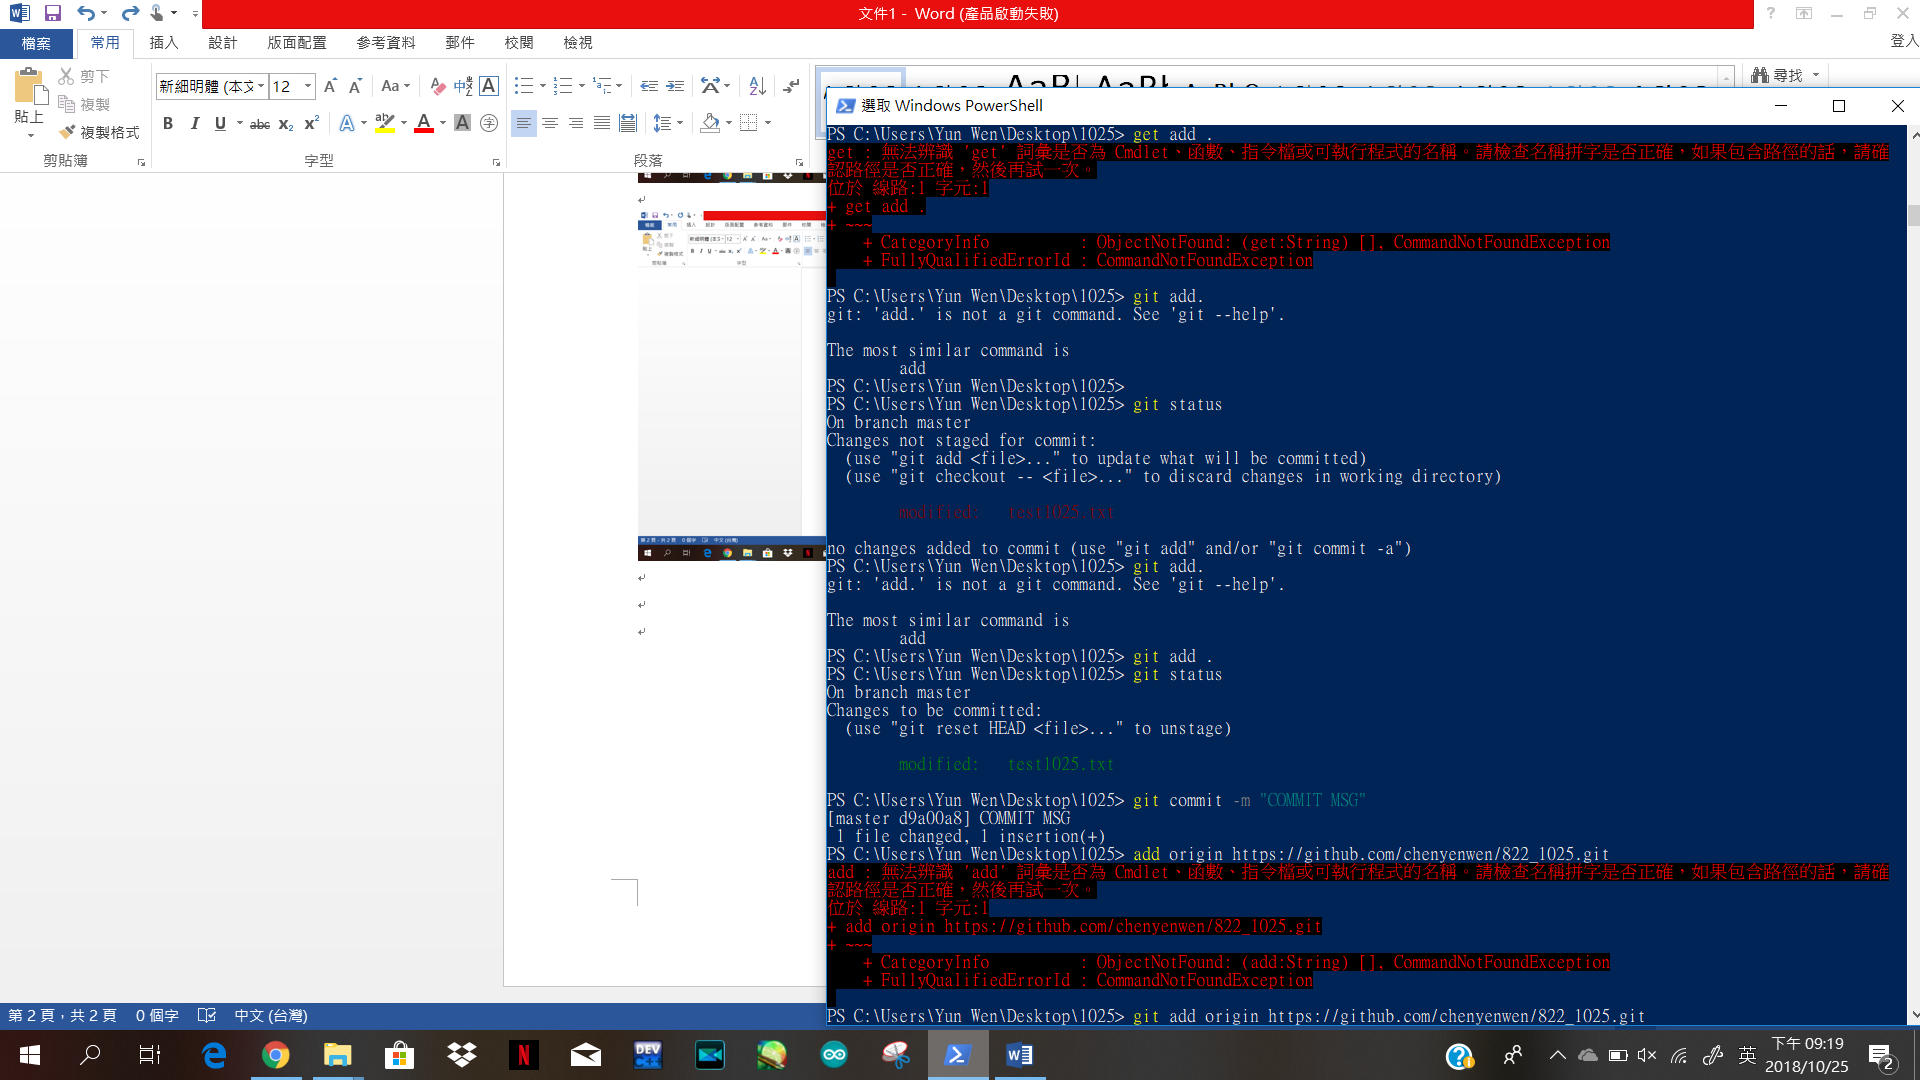 文件1 - Word (產品啟動失敗)
檔案 常用 插入 設計 版面配置 參考資料 郵件 校閱 檢視 登入
剪下
複製
複製格式
貼上
新細明體 (本文 12
尋找
剪貼簿 字型 段落
選取 Windows PowerShell
PS C:\Users\Yun Wen\Desktop\1025> get add .
get : 無法辨識 'get' 詞彙是否為 Cmdlet、函數、指令檔或可執行程式的名稱。請檢查名稱拼字是否正確，如果包含路徑的話，請確
認路徑是否正確，然後再試一次。
位於 線路:1 字元:1
+ get add .
+ ~~~
+ CategoryInfo : ObjectNotFound: (get:String) [], CommandNotFoundException
+ FullyQualifiedErrorId : CommandNotFoundException
PS C:\Users\Yun Wen\Desktop\1025> git add.
git: 'add.' is not a git command. See 'git --help'.
The most similar command is
add
PS C:\Users\Yun Wen\Desktop\1025>
PS C:\Users\Yun Wen\Desktop\1025> git status
On branch master
Changes not staged for commit:
(use "git add <file>..." to update what will be committed)
(use "git checkout -- <file>..." to discard changes in working directory)
modified: test1025.txt
no changes added to commit (use "git add" and/or "git commit -a")
PS C:\Users\Yun Wen\Desktop\1025> git add.
git: 'add.' is not a git command. See 'git --help'.
The most similar command is
add
PS C:\Users\Yun Wen\Desktop\1025> git add .
PS C:\Users\Yun Wen\Desktop\1025> git status
On branch master
Changes to be committed:
(use "git reset HEAD <file>..." to unstage)
modified: test1025.txt
PS C:\Users\Yun Wen\Desktop\1025> git commit -m "COMMIT MSG"
[master d9a00a8] COMMIT MSG
1 file changed, 1 insertion(+)
PS C:\Users\Yun Wen\Desktop\1025> add origin https://github.com/chenyenwen/822_1025.git
add : 無法辨識 'add' 詞彙是否為 Cmdlet、函數、指令檔或可執行程式的名稱。請檢查名稱拼字是否正確，如果包含路徑的話，請確
認路徑是否正確，然後再試一次。
位於 線路:1 字元:1
+ add origin https://github.com/chenyenwen/822_1025.git
+ ~~~
+ CategoryInfo : ObjectNotFound: (add:String) [], CommandNotFoundException
+ FullyQualifiedErrorId : CommandNotFoundException
PS C:\Users\Yun Wen\Desktop\1025> git add origin https://github.com/chenyenwen/822_1025.git
第 2 頁，共 2 頁 0 個字 中文 (台灣)
英
下午 09:19
2018/10/25
2